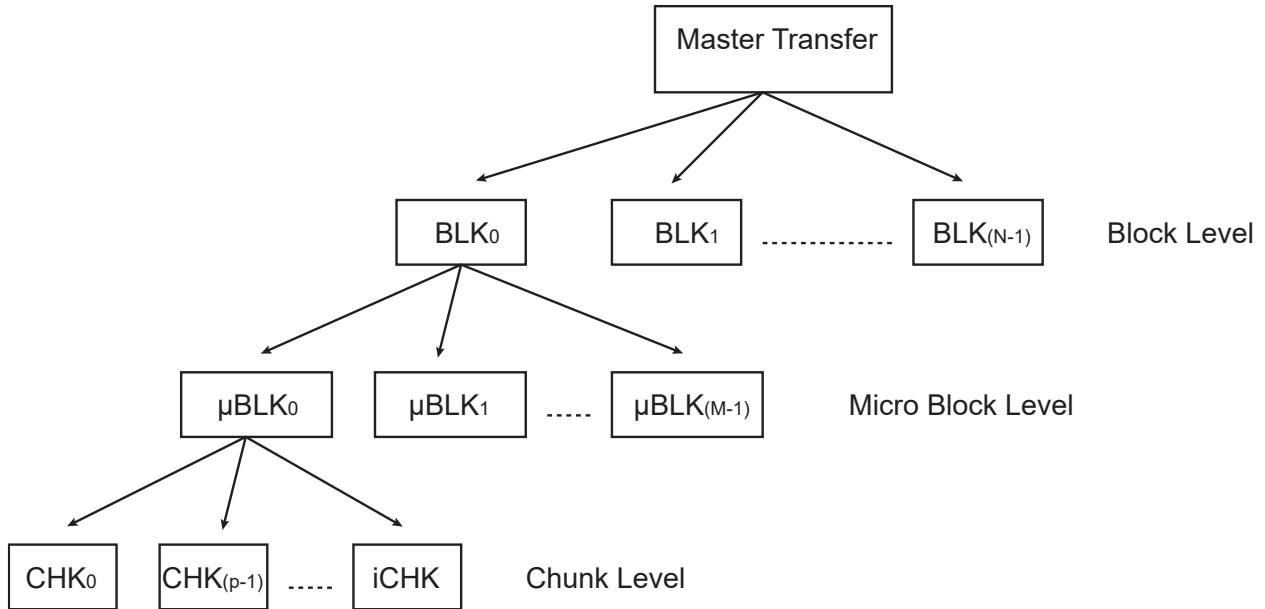 Master Transfer
BLK0 BLK1 BLK(N-1) Block Level
µBLK0 µBLK1 µBLK(M-1) Micro Block Level
CHK0 CHK(p-1) iCHK Chunk Level